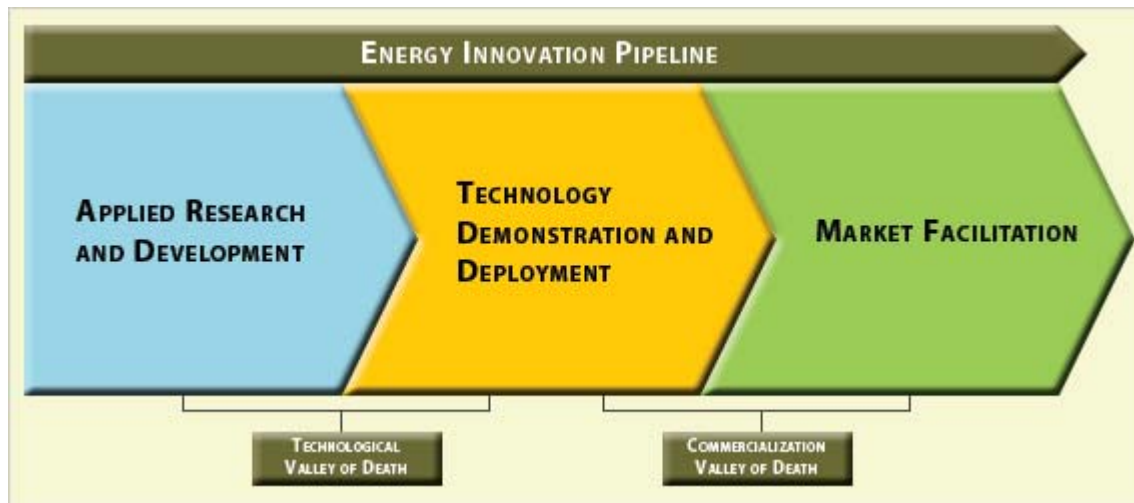 ENERGY INNOVATION PIPELINE
APPLIED RESEARCH
AND DEVELOPMENT
TECHNOLOGY
DEMONSTRATION AND
DEPLOYMENT
MARKET FACILITATION
TECHNOLOGICAL
VALLEY OF DEATH
COMMERCIALIZATION
VALLEY OF DEATH